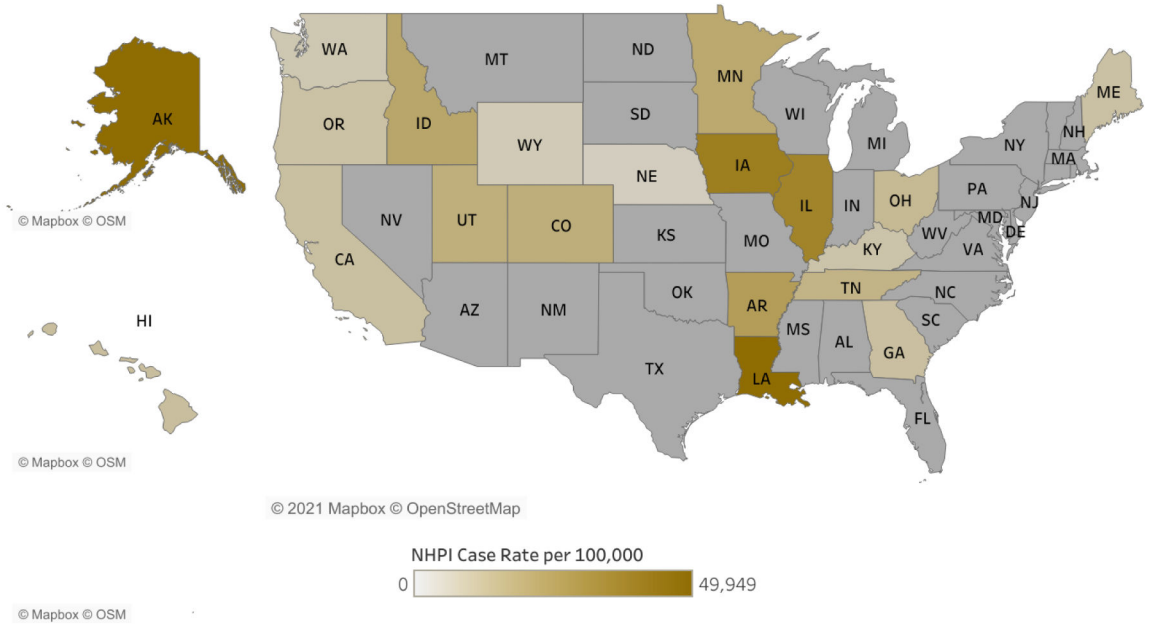 WA
MT
ND
MN
ME
AK
OR
ID
SD
WI
MI
NY
NH
MA
WY
IA
NE
PA
NJ
NV
UT
CO
IL
IN
OH
MD
DE
WV
VA
KS
MO
KY
CA
TN
NC
AZ
NM
OK
AR
SC
MS
AL
GA
HI
TX
LA
FL
© Mapbox © OSM
© Mapbox © OSM
© 2021 Mapbox © OpenStreetMap
NHPI Case Rate per 100,000
0
49,949
© Mapbox © OSM